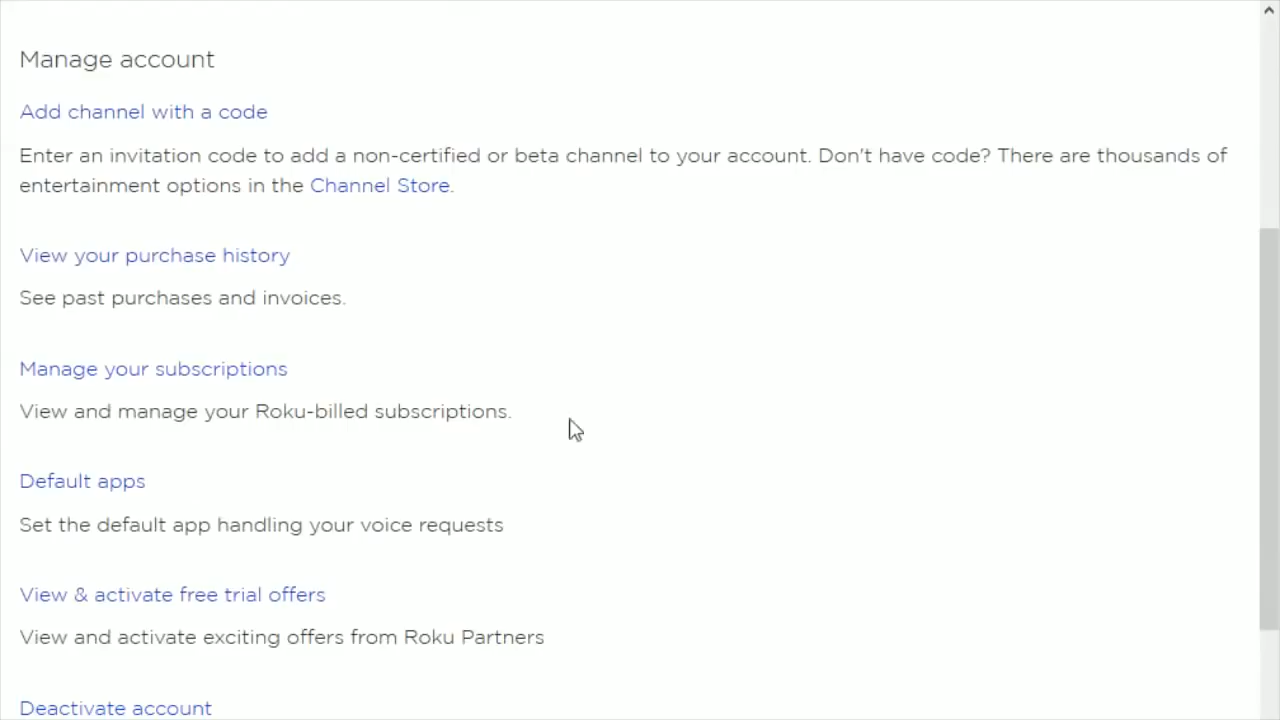 Manage account
Add channel with a code
Enter an invitation code to add a non-certified or beta channel to your account. Don't have code? There are thousands of
entertainment options in the Channel Store.
View your purchase history
See past purchases and invoices.
Manage your subscriptions
View and manage your Roku-billed subscriptions.
Default apps
Set the default app handling your voice requests
View & activate free trial offers
View and activate exciting offers from Roku Partners
Deactivate account